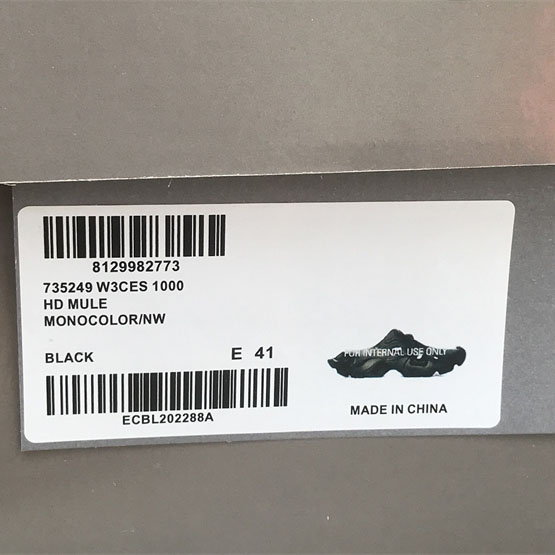 8129982773
735249 W3CES 1000
HD MULE
MONOCOLOR/NW
BLACK
E 41
FOR INTERNAL USE ONLY
ECBL202288A
MADE IN CHINA